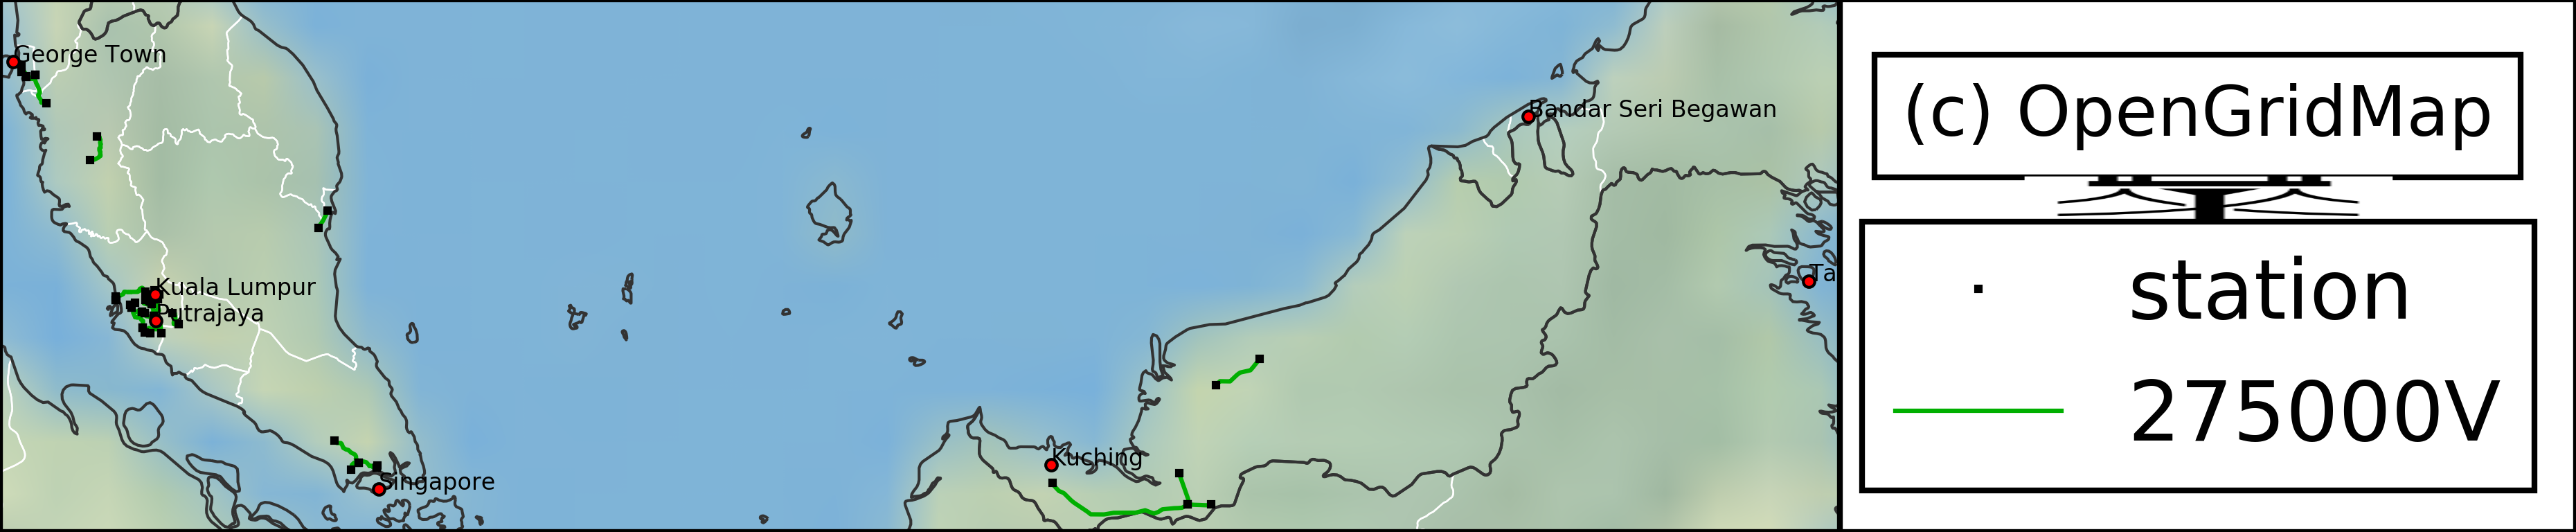 George Town
Bandar Seri Begawan
Ta
Kuala Lumpur
Putrajaya
Kuching
Singapore
(c) OpenGridMap
station
275000V